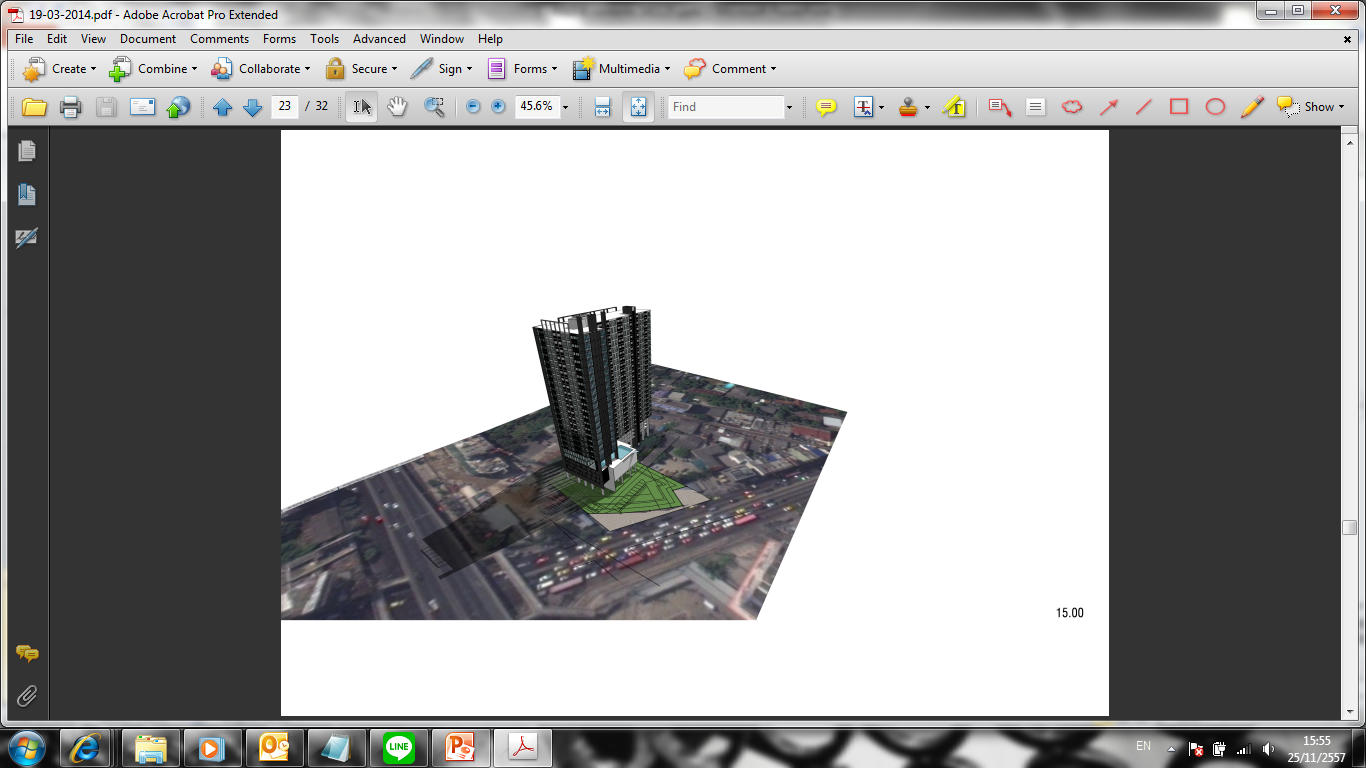 19-03-2014.pdf - Adobe Acrobat Pro Extended
File Edit View Document Comments Forms Tools Advanced Window Help
Create Combine Collaborate Secure Sign Forms Multimedia Comment
23 / 32 45.6% Find Show
15.00
LINE
EN
15:55
25/11/2557